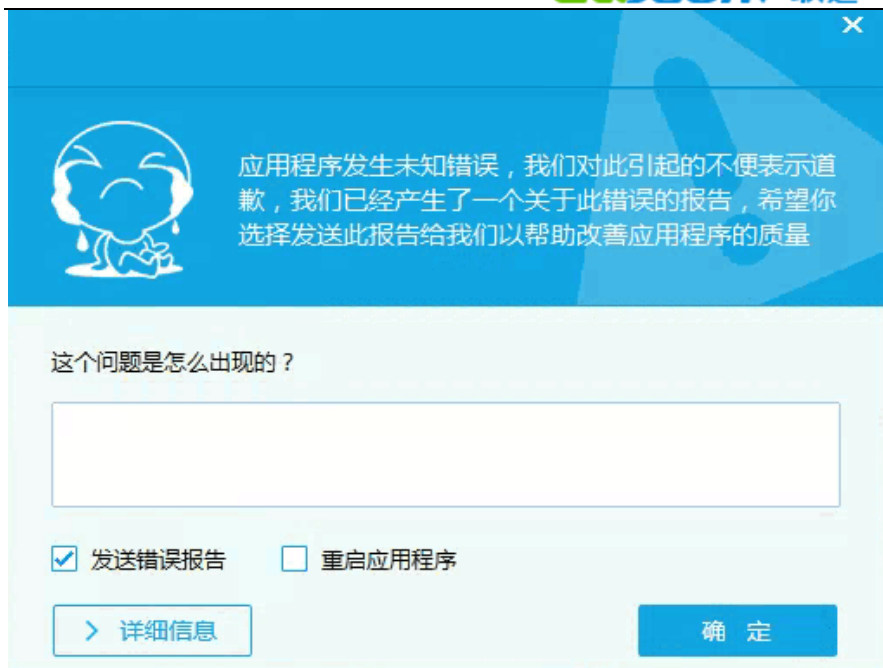 应用程序发生未知错误，我们对此引起的不便表示道
歉，我们已经产生了一个关于此错误的报告，希望你
选择发送此报告给我们以帮助改善应用程序的质量
这个问题是怎么出现的？
发送错误报告
重启应用程序
详细信息
确 定